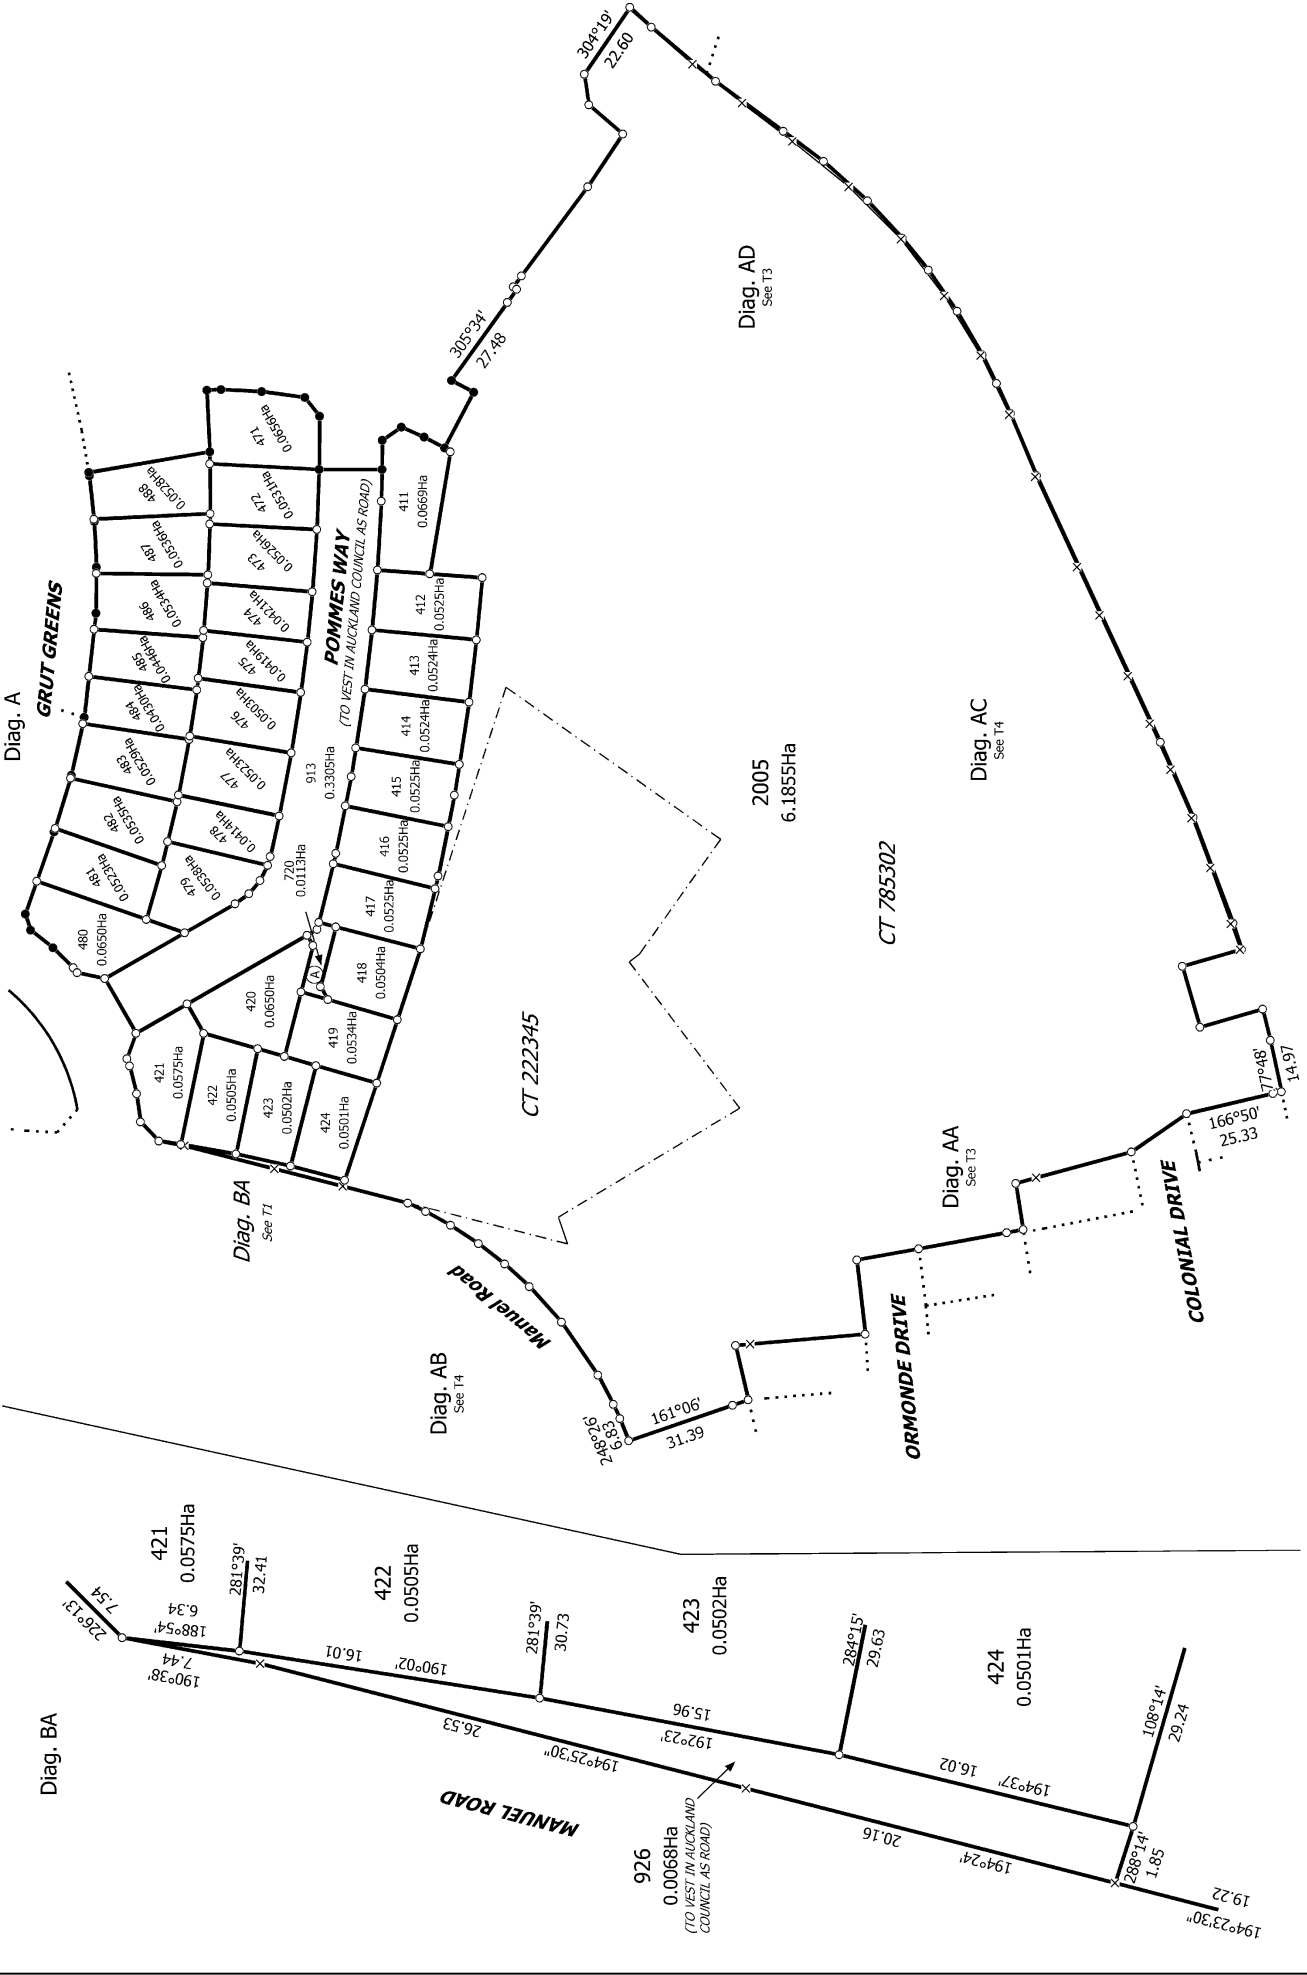 Diag. A
GRUT GREENS
304°19'
22.60
305°34'
27.48
488
0.0528Ha
487
0.0536Ha
486
0.0534Ha
485
0.0446Ha
484
0.0430Ha
483
0.0529Ha
482
0.0535Ha
481
0.0523Ha
480
0.0650Ha
471
0.0656Ha
472
0.0531Ha
473
0.0526Ha
474
0.0421Ha
475
0.0419Ha
476
0.0503Ha
477
0.0523Ha
478
0.0414Ha
479
0.0538Ha
POMMES WAY
(TO VEST IN AUCKLAND COUNCIL AS ROAD)
913
0.3305Ha
720
0.0113Ha
A
411
0.0669Ha
412
0.0525Ha
413
0.0524Ha
414
0.0524Ha
415
0.0525Ha
416
0.0525Ha
417
0.0525Ha
418
0.0504Ha
419
0.0534Ha
420
0.0650Ha
421
0.0575Ha
422
0.0505Ha
423
0.0502Ha
424
0.0501Ha
Diag. AD
See T3
2005
6.1855Ha
Diag. AC
See T4
CT 785302
CT 222345
Diag. BA
See T1
Manuel Road
Diag. AB
See T4
Diag. AA
See T3
77°48'
14.97
166°50'
25.33
COLONIAL DRIVE
ORMONDE DRIVE
248°26'
6.83
161°06'
31.39
Diag. BA
MANUEL ROAD
226°13'
7.54
421
0.0575Ha
188°54'
6.34
281°39'
32.41
190°38'
7.44
422
0.0505Ha
190°02'
16.01
281°39'
30.73
194°25'30"
26.53
423
0.0502Ha
192°23'
15.96
284°15'
29.63
424
0.0501Ha
194°37'
16.02
108°14'
29.24
926
0.0068Ha
(TO VEST IN AUCKLAND
COUNCIL AS ROAD)
194°24'
20.16
288°14'
1.85
194°23'30"
19.22